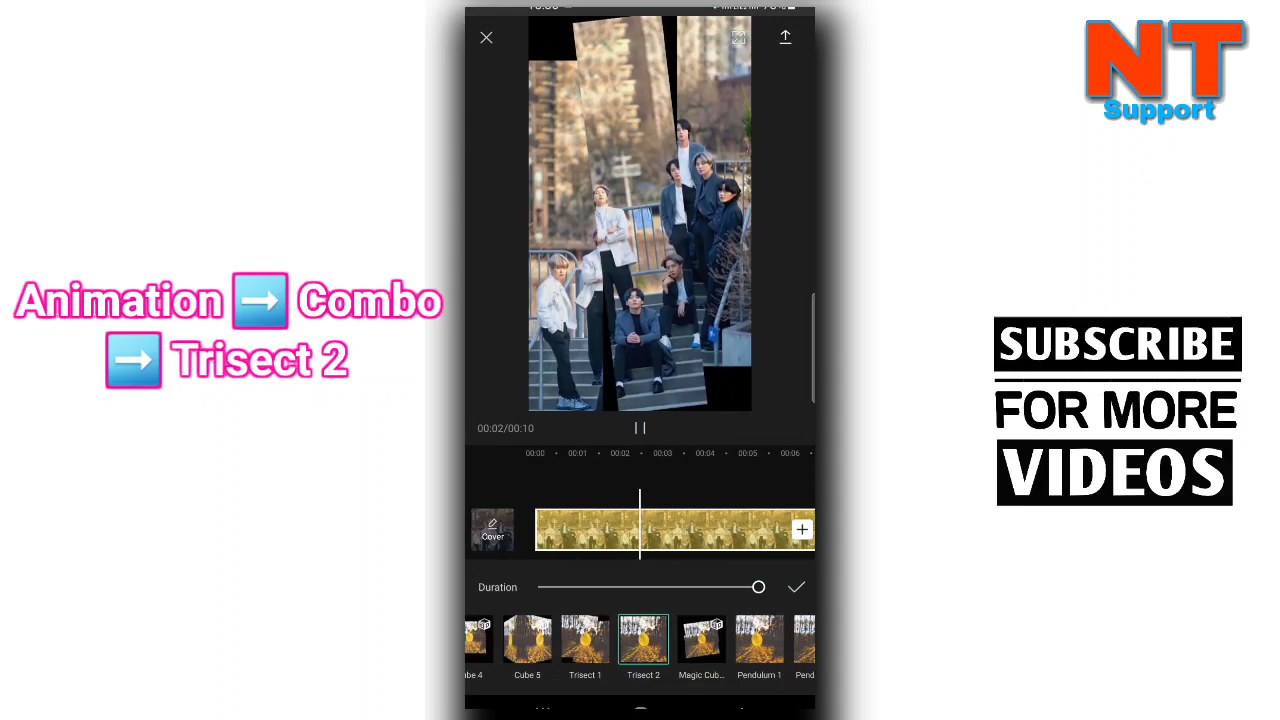 NT
Support
Animation ➡️ Combo
➡️ Trisect 2
SUBSCRIBE
FOR MORE
VIDEOS
00:02/00:10
00:00 • 00:01 • 00:02 • 00:03 • 00:04 • 00:05 • 00:06 •
Cover
Duration
Cube 5
Trisect 1
Trisect 2
Magic Cub...
Pendulum 1
Pend